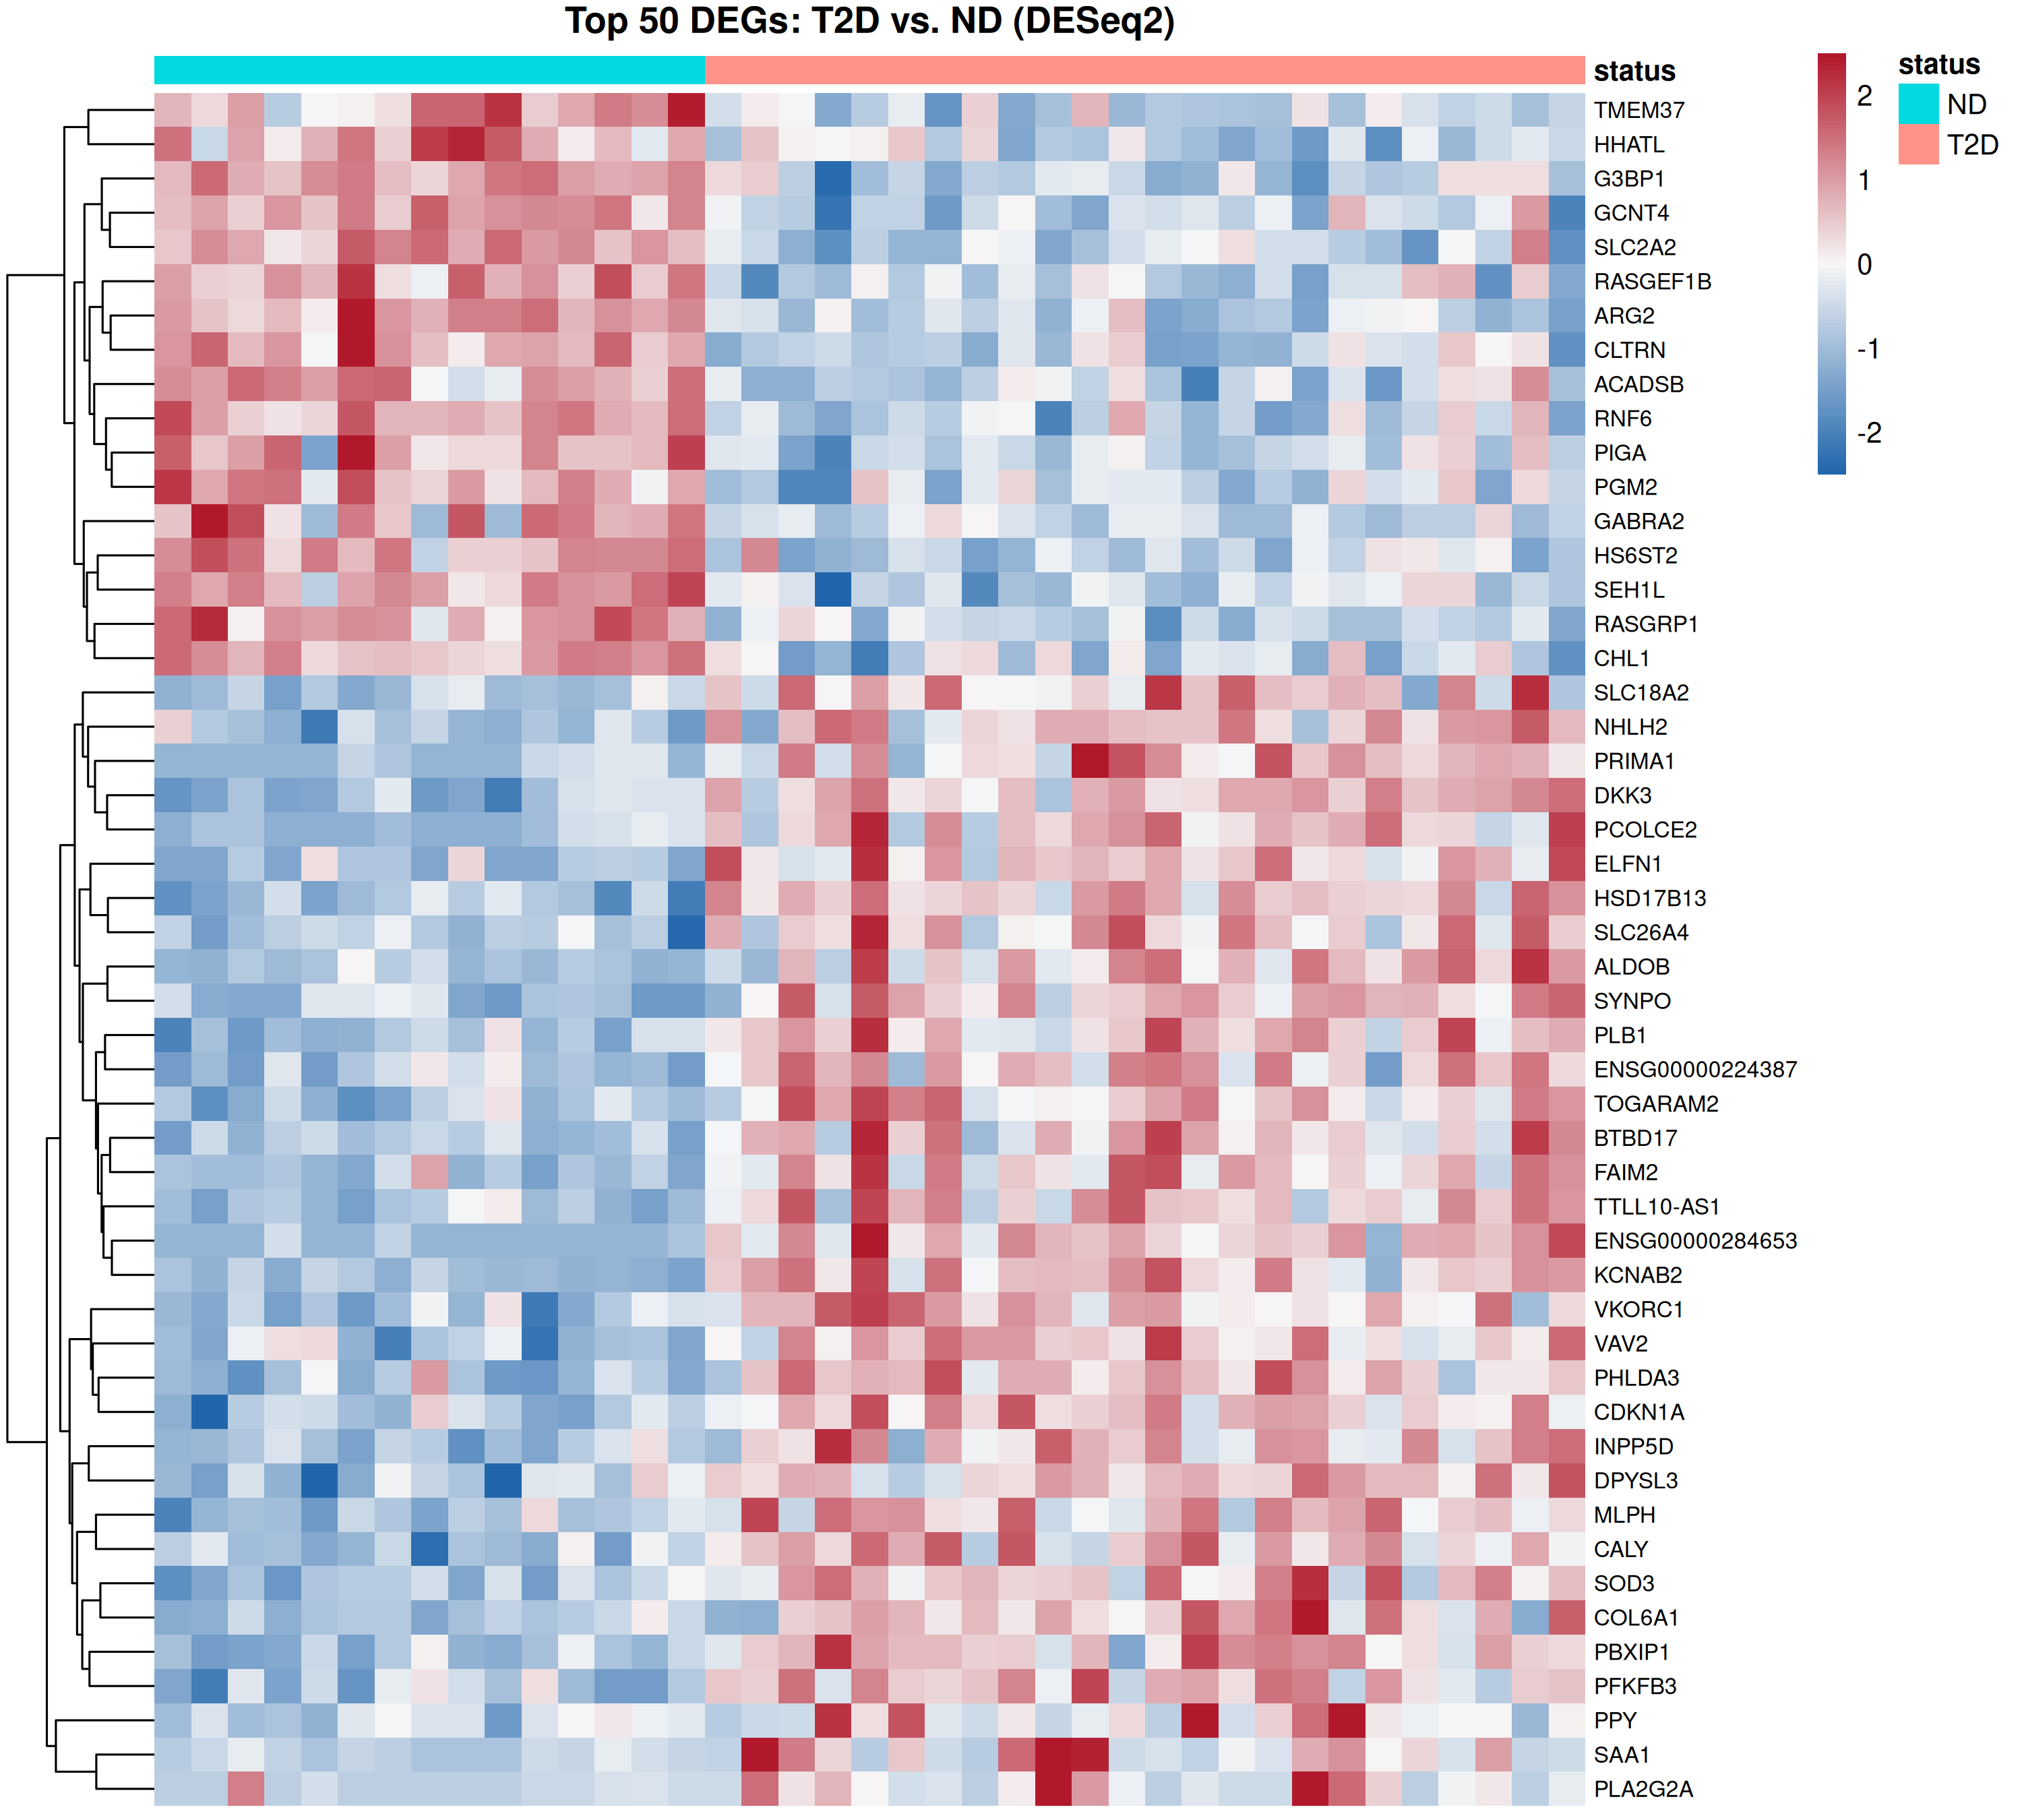 Top 50 DEGs: T2D vs. ND (DESeq2)
status
TMEM37
HHATL
G3BP1
GCNT4
SLC2A2
RASGEF1B
ARG2
CLTRN
ACADSB
RNF6
PIGA
PGM2
GABRA2
HS6ST2
SEH1L
RASGRP1
CHL1
SLC18A2
NHLH2
PRIMA1
DKK3
PCOLCE2
ELFN1
HSD17B13
SLC26A4
ALDOB
SYNPO
PLB1
ENSG00000224387
TOGARAM2
BTBD17
FAIM2
TTLL10-AS1
ENSG00000284653
KCNAB2
VKORC1
VAV2
PHLDA3
CDKN1A
INPP5D
DPYSL3
MLPH
CALY
SOD3
COL6A1
PBXIP1
PFKFB3
PPY
SAA1
PLA2G2A
2
1
0
-1
-2
status
ND
T2D